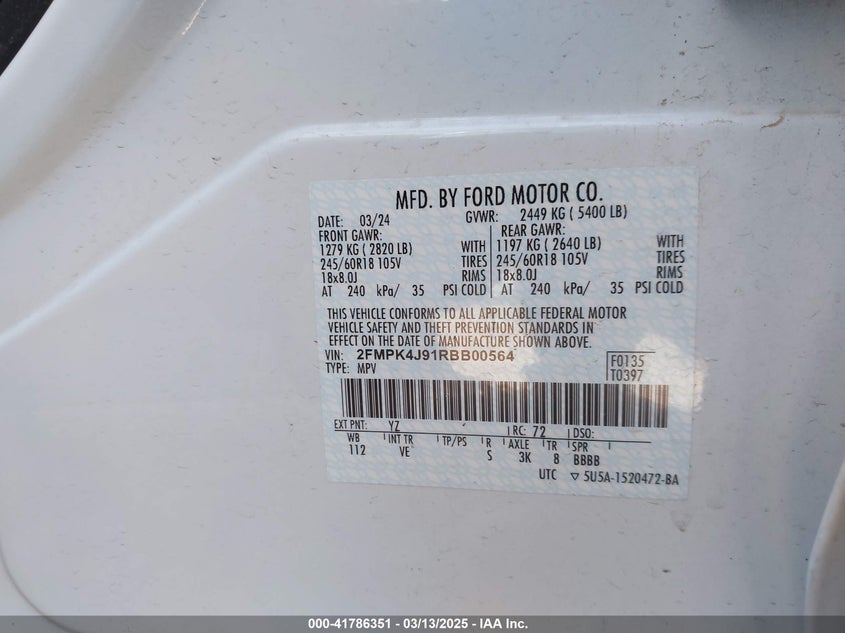 MFD. BY FORD MOTOR CO.
DATE: 03/24 GVWR: 2449 KG ( 5400 LB)
FRONT GAWR: REAR GAWR:
1279 KG ( 2820 LB) WITH 1197 KG ( 2640 LB) WITH
245/60R18 105V TIRES 245/60R18 105V TIRES
18x8.0J RIMS 18x8.0J RIMS
AT 240 kPa/ 35 PSI COLD AT 240 kPa/ 35 PSI COLD
THIS VEHICLE CONFORMS TO ALL APPLICABLE FEDERAL MOTOR
VEHICLE SAFETY AND THEFT PREVENTION STANDARDS IN
EFFECT ON THE DATE OF MANUFACTURE SHOWN ABOVE.
VIN: 2FMPK4J91RBB00564 F0135
TYPE: MPV T0397
EXT PNT: YZ RC: 72 DSO:
WB INT TR TP/PS R AXLE TR SPR
112 VE S 3K 8 BBBB
UTC ▽ 5U5A-1520472-BA
000-41786351 - 03/13/2025 - IAA Inc.